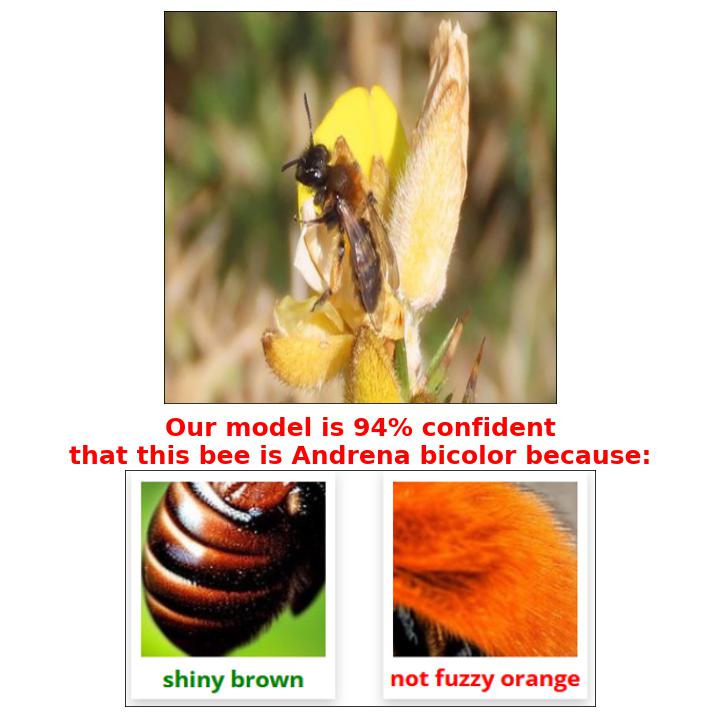 Our model is 94% confident
that this bee is Andrena bicolor because:
shiny brown
not fuzzy orange